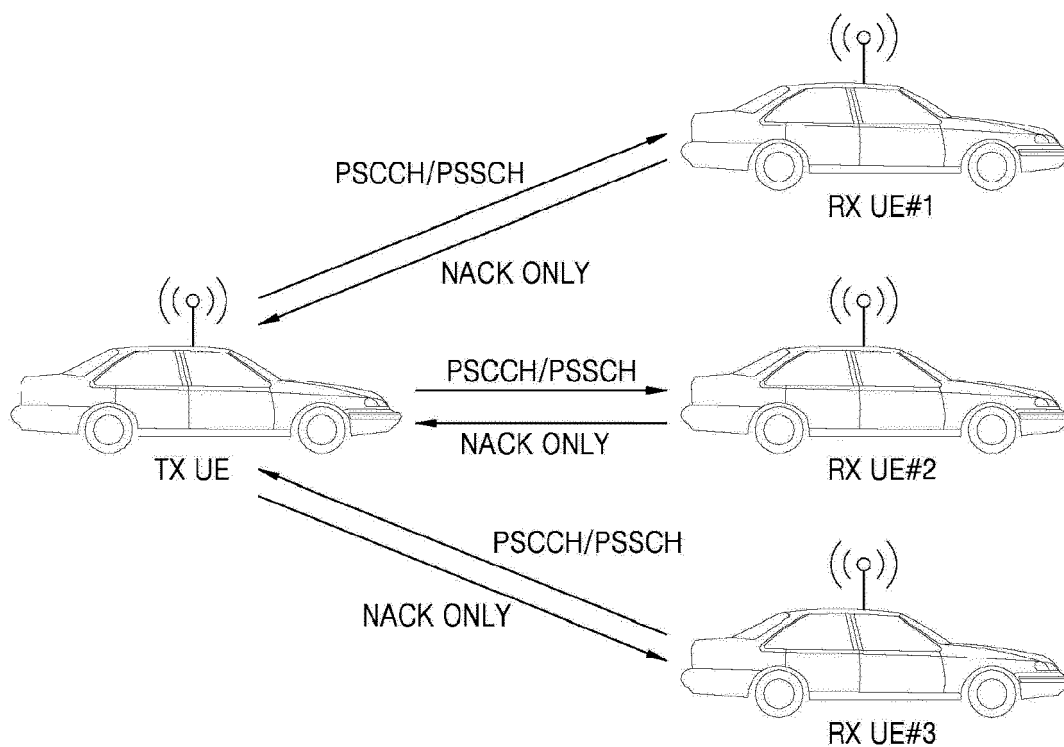 PSCCH/PSSCH
RX UE#1
NACK ONLY
PSCCH/PSSCH
NACK ONLY
TX UE
RX UE#2
PSCCH/PSSCH
NACK ONLY
RX UE#3